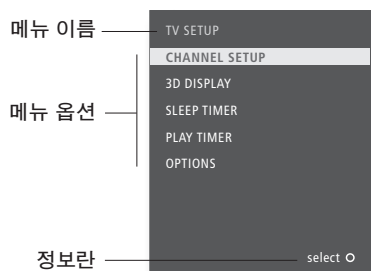 메뉴 이름
TV SETUP
CHANNEL SETUP
3D DISPLAY
메뉴 옵션
SLEEP TIMER
PLAY TIMER
OPTIONS
정보란
select